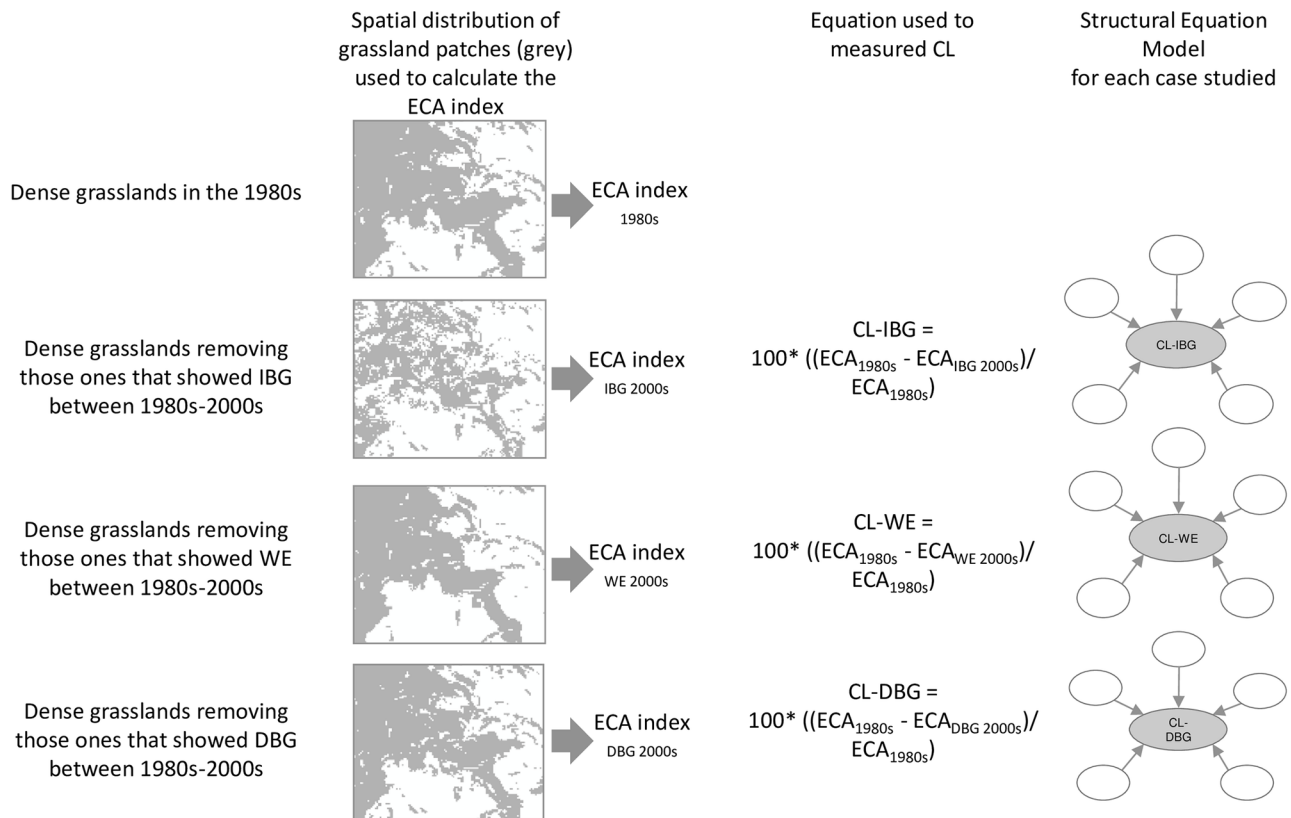 Spatial distribution of
grassland patches (grey)
used to calculate the
ECA index
Equation used to
measured CL
Structural Equation
Model
for each case studied
Dense grasslands in the 1980s
ECA index
1980s
Dense grasslands removing
those ones that showed IBG
between 1980s-2000s
ECA index
IBG 2000s
CL-IBG =
100* ((ECA1980s - ECAIBG 2000s)/
ECA1980s)
CL-IBG
Dense grasslands removing
those ones that showed WE
between 1980s-2000s
ECA index
WE 2000s
CL-WE =
100* ((ECA1980s - ECAWE 2000s)/
ECA1980s)
CL-WE
Dense grasslands removing
those ones that showed DBG
between 1980s-2000s
ECA index
DBG 2000s
CL-DBG =
100* ((ECA1980s - ECADBG 2000s)/
ECA1980s)
CL-
DBG